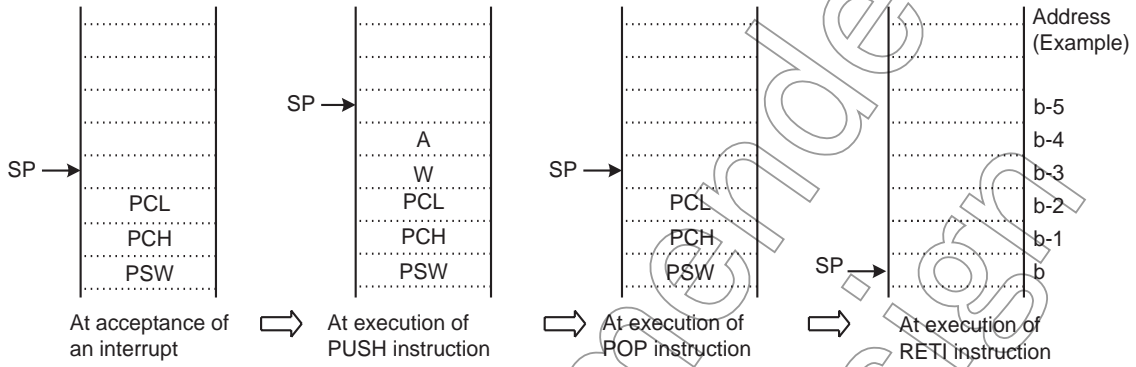 Address
(Example)
SP
A
W
PCL
PCH
PSW
At acceptance of
an interrupt
SP
PCL
PCH
PSW
At execution of
PUSH instruction
SP
PCL
PCH
PSW
At execution of
POP instruction
SP
b-5
b-4
b-3
b-2
b-1
b
At execution of
RETI instruction